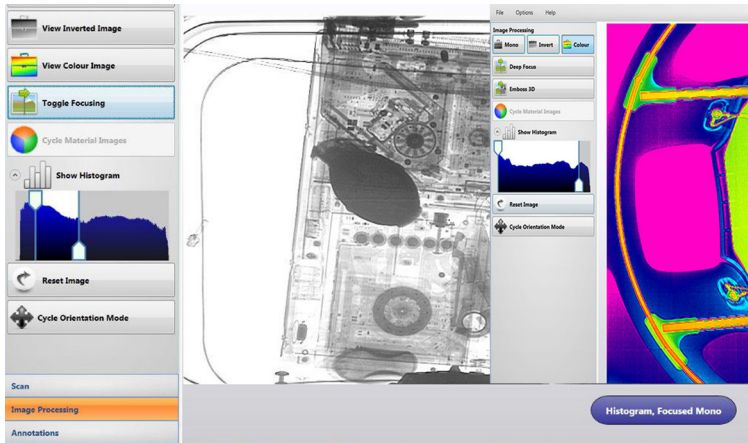 View Inverted Image
View Colour Image
Toggle Focusing
Cycle Material Images
Show Histogram
Reset Image
Cycle Orientation Mode
Scan
Image Processing
Annotations
File Options Help
Image Processing
Mono Invert Colour
Deep Focus
Emboss 3D
Cycle Material Images
Show Histogram
Reset Image
Cycle Orientation Mode
Histogram, Focused Mono